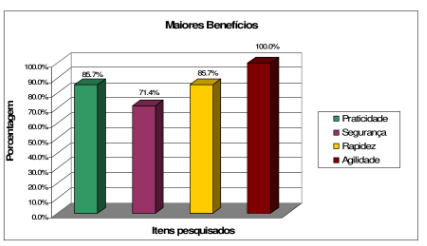 Maiores Benefícios
100.0%
85.7%
71.4%
85.7%
100.0%
90.0%
80.0%
70.0%
60.0%
50.0%
40.0%
30.0%
20.0%
10.0%
0.0%
Porcentagem
Itens pesquisados
Praticidade
Segurança
Rapidez
Agilidade